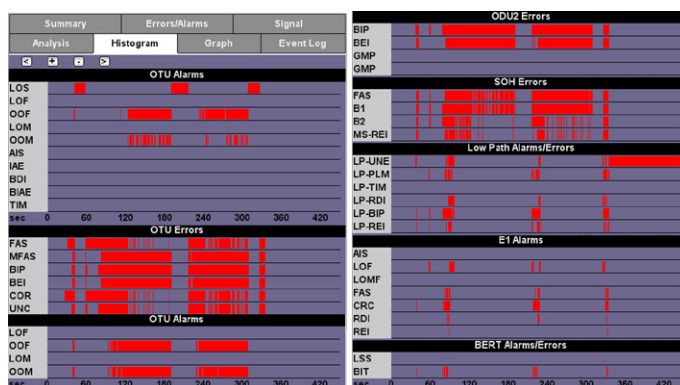 Summary Errors/Alarms Signal
Analysis Histogram Graph Event Log
< + - >
OTU Alarms
LOS
LOF
OOF
LOM
OOM
AIS
IAE
BDI
BIAE
TIM
sec 0 60 120 180 240 300 360 420
OTU Errors
FAS
MFAS
BIP
BEI
COR
UNC
OTU Alarms
LOF
OOF
LOM
OOM
sec 0 60 120 180 240 300 360 420
ODU2 Errors
BIP
BEI
GMP
GMP
SOH Errors
FAS
B1
B2
MS-REI
Low Path Alarms/Errors
LP-UNE
LP-PLM
LP-TIM
LP-RDI
LP-BIP
LP-REI
E1 Alarms
AIS
LOF
LOMF
FAS
CRC
RDI
REI
BERT Alarms/Errors
LSS
BIT
sec 0 60 120 180 240 300 360 420